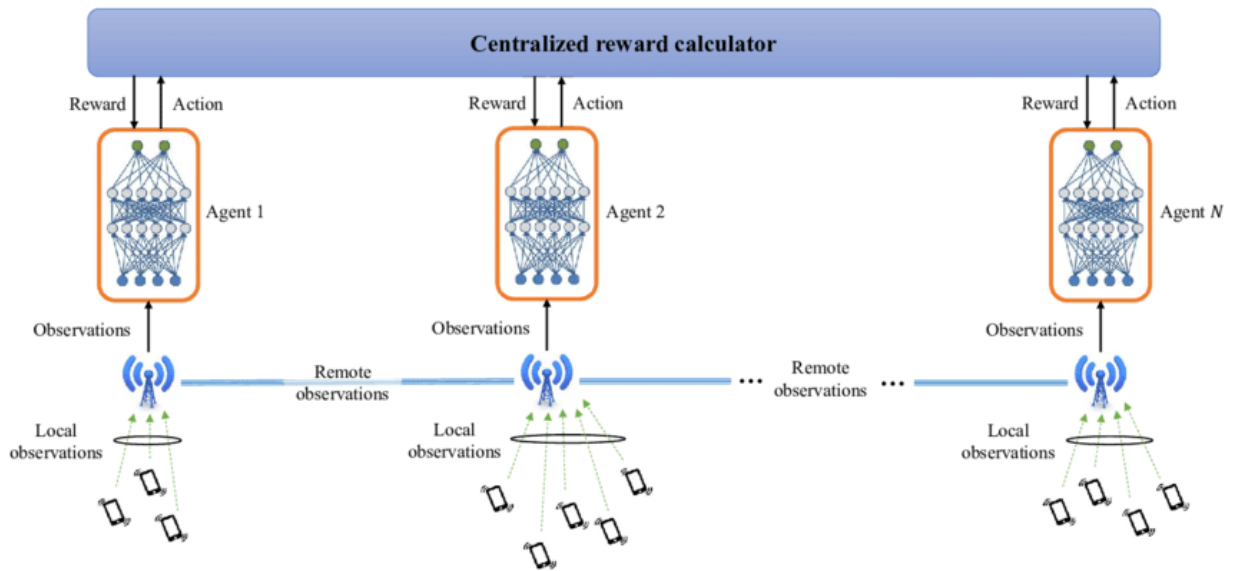 Centralized reward calculator
Reward
Action
Reward
Action
Reward
Action
Agent 1
Agent 2
Agent N
Observations
Observations
Observations
Remote
observations
...
Remote
observations
...
Local
observations
Local
observations
Local
observations